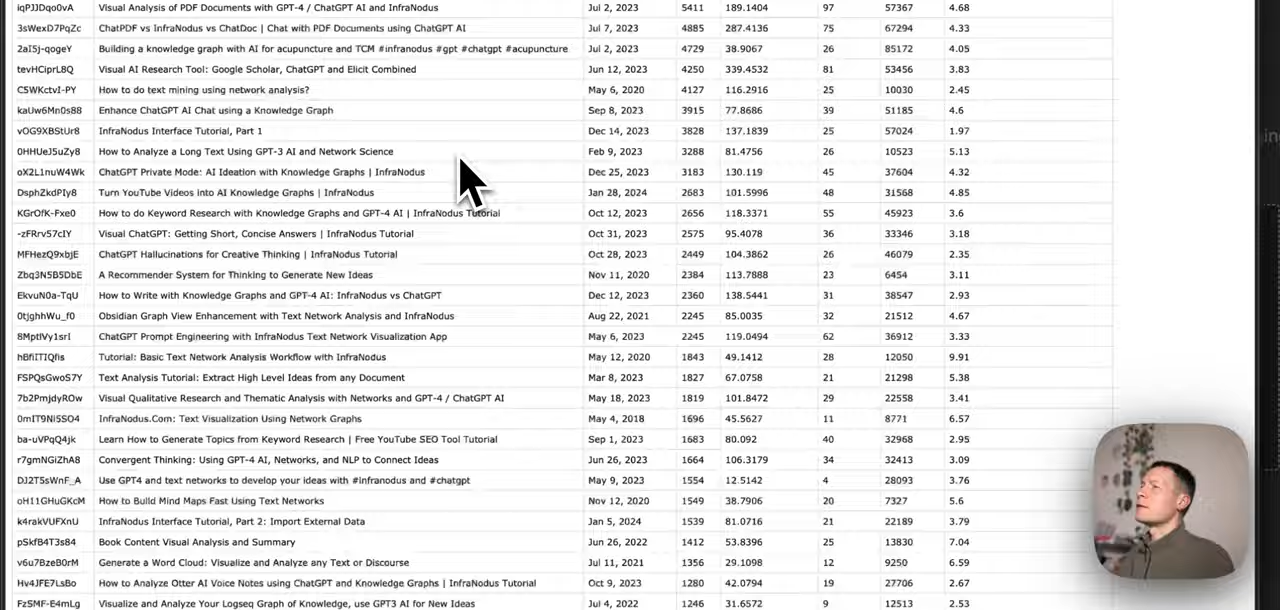 iqPJJDqo0vA Visual Analysis of PDF Documents with GPT-4 / ChatGPT AI and InfraNodus Jul 2, 2023 5411 189.1404 97 57367 4.68
3sWexD7PqZc ChatPDF vs InfraNodus vs ChatDoc | Chat with PDF Documents using ChatGPT AI Jul 7, 2023 4885 287.4136 75 67294 4.33
2aI5j-qogeY Building a knowledge graph with AI for acupuncture and TCM #infranodus #gpt #chatgpt #acupuncture Jul 2, 2023 4729 38.9067 26 85172 4.05
tevHCiprL8Q Visual AI Research Tool: Google Scholar, ChatGPT and Elicit Combined Jun 12, 2023 4250 339.4532 81 53456 3.83
C5WKctvI-PY How to do text mining using network analysis? May 6, 2020 4127 116.2916 25 10030 2.45
kaUw6Mn0s88 Enhance ChatGPT AI Chat using a Knowledge Graph Sep 8, 2023 3915 77.8686 39 51185 4.6
vOG9XBStUr8 InfraNodus Interface Tutorial, Part 1 Dec 14, 2023 3828 137.1839 25 57024 1.97
0HHUeJ5uZy8 How to Analyze a Long Text Using GPT-3 AI and Network Science Feb 9, 2023 3288 81.4756 26 10523 5.13
oX2L1nuW4Wk ChatGPT Private Mode: AI Ideation with Knowledge Graphs | InfraNodus Dec 25, 2023 3183 130.119 45 37604 4.32
DsphZkdPIy8 Turn YouTube Videos into AI Knowledge Graphs | InfraNodus Jan 28, 2024 2683 101.5996 48 31568 4.85
KGrOfK-Fxe0 How to do Keyword Research with Knowledge Graphs and GPT-4 AI | InfraNodus Tutorial Oct 12, 2023 2656 118.3371 55 45923 3.6
-zFRrv57cIY Visual ChatGPT: Getting Short, Concise Answers | InfraNodus Tutorial Oct 31, 2023 2575 95.4078 36 33346 3.18
MFHezQ9xbjE ChatGPT Hallucinations for Creative Thinking | InfraNodus Tutorial Oct 28, 2023 2449 104.3862 26 46079 2.35
Zbq3N5B5DbE A Recommender System for Thinking to Generate New Ideas Nov 11, 2020 2384 113.7888 23 6454 3.11
EkvuN0a-TqU How to Write with Knowledge Graphs and GPT-4 AI: InfraNodus vs ChatGPT Dec 12, 2023 2360 138.5441 31 38547 2.93
0tjghhWu_f0 Obsidian Graph View Enhancement with Text Network Analysis and InfraNodus Aug 22, 2021 2245 85.0035 32 21512 4.67
8MptlVy1srI ChatGPT Prompt Engineering with InfraNodus Text Network Visualization App May 6, 2023 2245 119.0494 62 36912 3.33
hBfiITIQfis Tutorial: Basic Text Network Analysis Workflow with InfraNodus May 12, 2020 1843 49.1412 28 12050 9.91
FSPQsGwoS7Y Text Analysis Tutorial: Extract High Level Ideas from any Document Mar 8, 2023 1827 67.0758 21 21298 5.38
7b2PmjdyROw Visual Qualitative Research and Thematic Analysis with Networks and GPT-4 / ChatGPT AI May 18, 2023 1819 101.8472 29 22558 3.41
0mIT9Ni5SO4 InfraNodus.Com: Text Visualization Using Network Graphs May 4, 2018 1696 45.5627 11 8771 6.57
ba-uVPqQ4jk Learn How to Generate Topics from Keyword Research | Free YouTube SEO Tool Tutorial Sep 1, 2023 1683 80.092 40 32968 2.95
r7gmNGiZhA8 Convergent Thinking: Using GPT-4 AI, Networks, and NLP to Connect Ideas Jun 26, 2023 1664 106.3179 34 32413 3.09
DJ2T5sWnF_A Use GPT4 and text networks to develop your ideas with #infranodus and #chatgpt May 9, 2023 1554 12.5142 4 28093 3.76
oH11GHuGKcM How to Build Mind Maps Fast Using Text Networks Nov 12, 2020 1549 38.7906 20 7327 5.6
k4rakVUFXnU InfraNodus Interface Tutorial, Part 2: Import External Data Jan 5, 2024 1539 81.0716 21 22189 3.79
pSkfB4T3s84 Book Content Visual Analysis and Summary Jun 26, 2022 1412 53.8396 25 13830 7.04
v6u7BzeB0rM Generate a Word Cloud: Visualize and Analyze any Text or Discourse Jul 11, 2021 1356 29.1098 12 9250 6.59
Hv4JFE7LsBo How to Analyze Otter AI Voice Notes using ChatGPT and Knowledge Graphs | InfraNodus Tutorial Oct 9, 2023 1280 42.0794 19 27706 2.67
FzSMF-E4mLg Visualize and Analyze Your Logseq Graph of Knowledge, use GPT3 AI for New Ideas Jul 4, 2022 1246 31.6572 9 12513 2.53